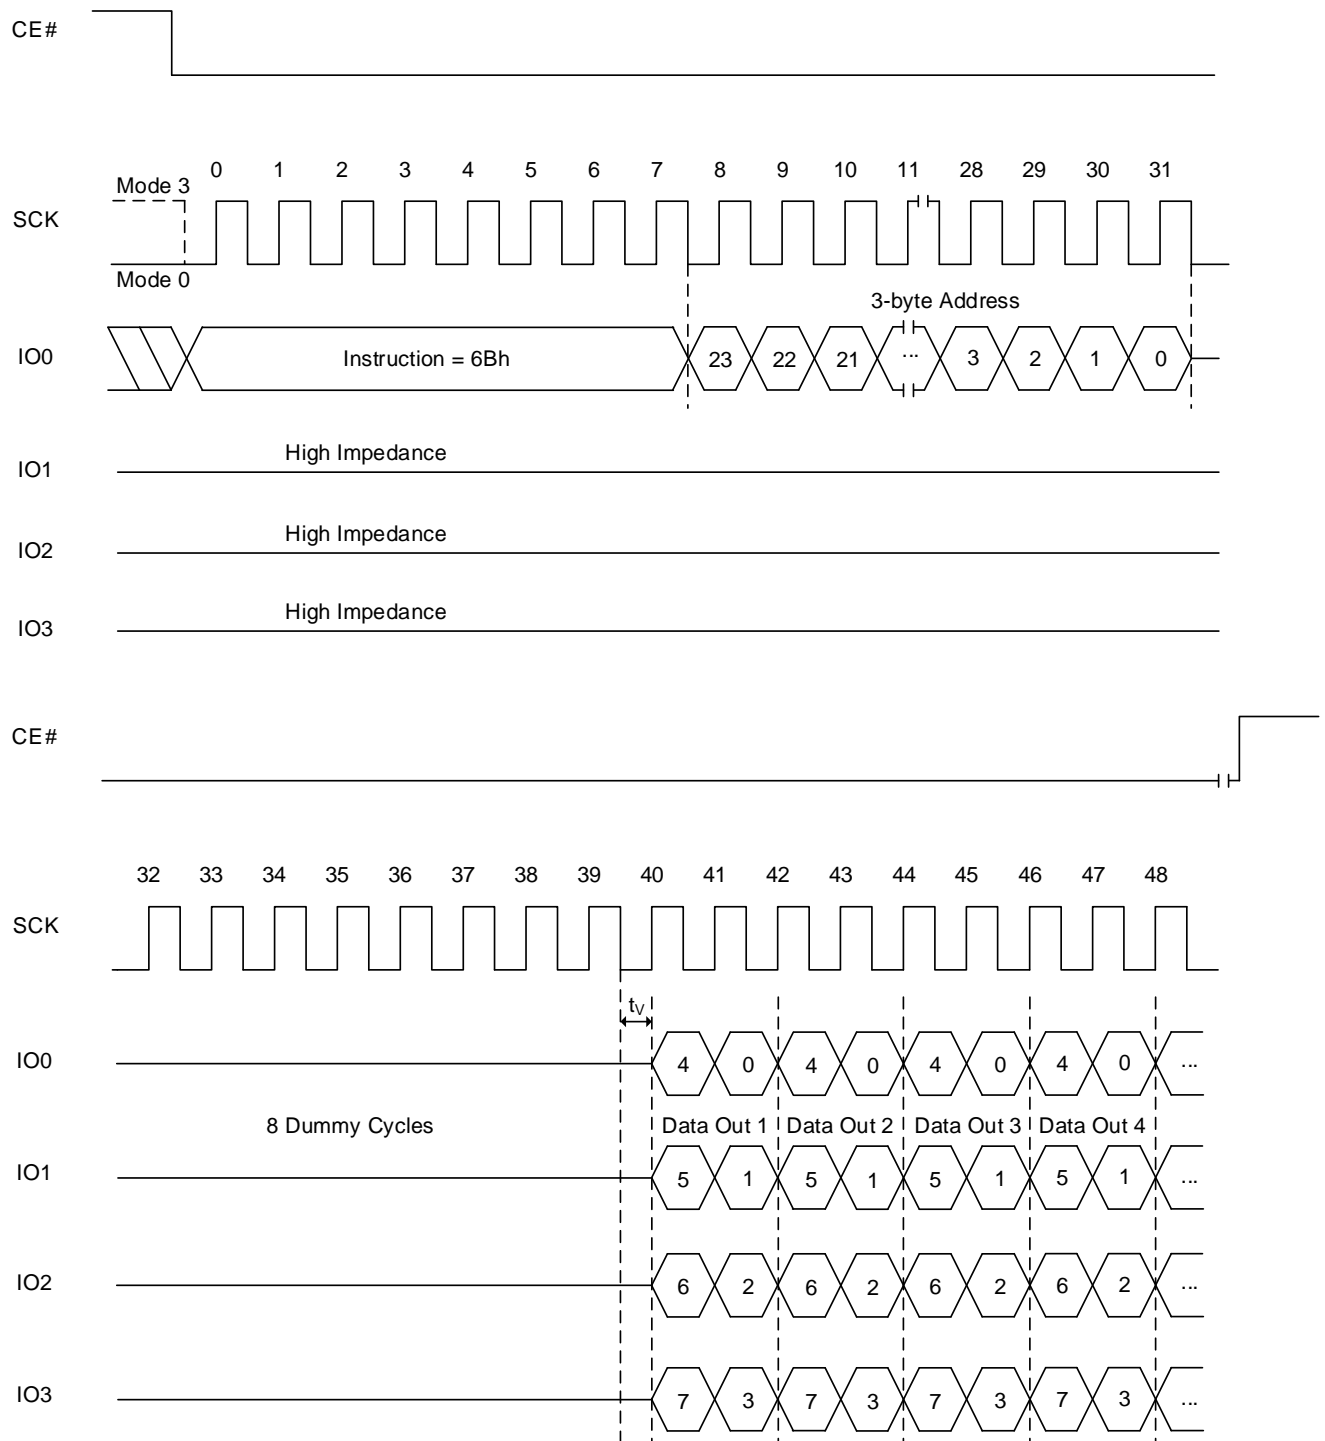 CE#
0 1 2 3 4 5 6 7 8 9 10 11 28 29 30 31
Mode 3
SCK
Mode 0
3-byte Address
IO0 Instruction = 6Bh 23 22 21 ... 3 2 1 0
High Impedance
IO1
High Impedance
IO2
High Impedance
IO3
CE#
32 33 34 35 36 37 38 39 40 41 42 43 44 45 46 47 48
SCK
tV
IO0 4 0 4 0 4 0 4 0 ...
8 Dummy Cycles Data Out 1 Data Out 2 Data Out 3 Data Out 4
IO1 5 1 5 1 5 1 5 1 ...
IO2 6 2 6 2 6 2 6 2 ...
IO3 7 3 7 3 7 3 7 3 ...